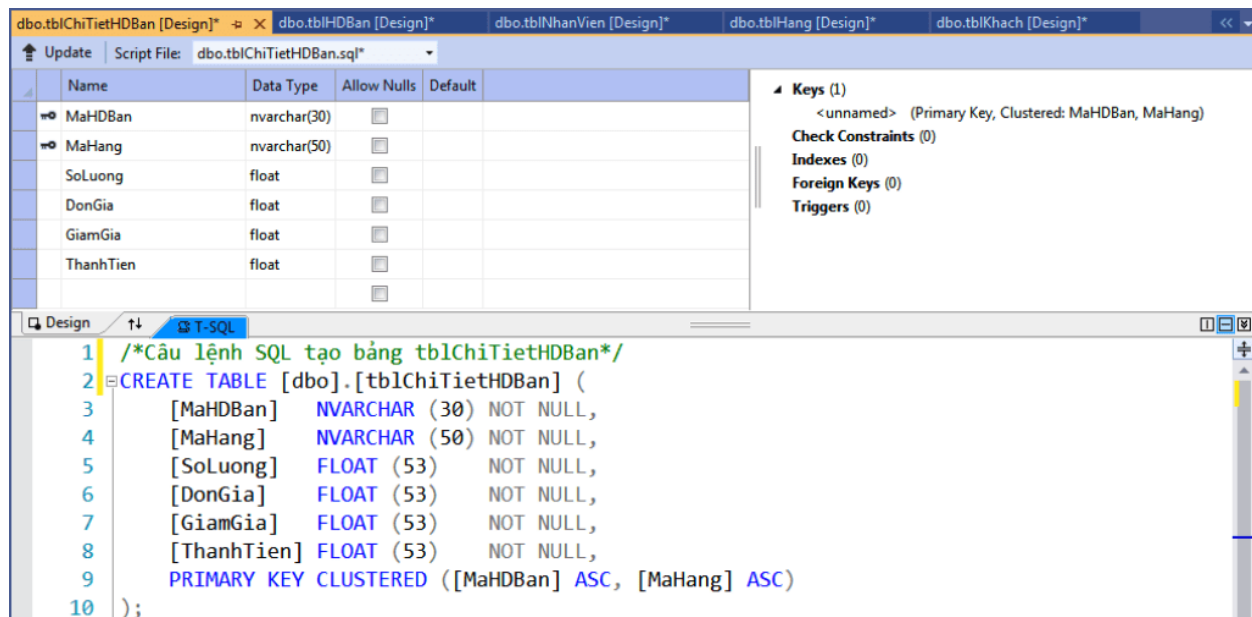 dbo.tblChiTietHDBan [Design]* dbo.tblHDBan [Design]* dbo.tblNhanVien [Design]* dbo.tblHang [Design]* dbo.tblKhach [Design]*
Update Script File: dbo.tblChiTietHDBan.sql*
Name Data Type Allow Nulls Default
MaHDBan nvarchar(30)
MaHang nvarchar(50)
SoLuong float
DonGia float
GiamGia float
ThanhTien float
Keys (1)
<unnamed> (Primary Key, Clustered: MaHDBan, MaHang)
Check Constraints (0)
Indexes (0)
Foreign Keys (0)
Triggers (0)
Design T-SQL
1 /*Câu lệnh SQL tạo bảng tblChiTietHDBan*/
2 CREATE TABLE [dbo].[tblChiTietHDBan] (
3 [MaHDBan] NVARCHAR (30) NOT NULL,
4 [MaHang] NVARCHAR (50) NOT NULL,
5 [SoLuong] FLOAT (53) NOT NULL,
6 [DonGia] FLOAT (53) NOT NULL,
7 [GiamGia] FLOAT (53) NOT NULL,
8 [ThanhTien] FLOAT (53) NOT NULL,
9 PRIMARY KEY CLUSTERED ([MaHDBan] ASC, [MaHang] ASC)
10 );